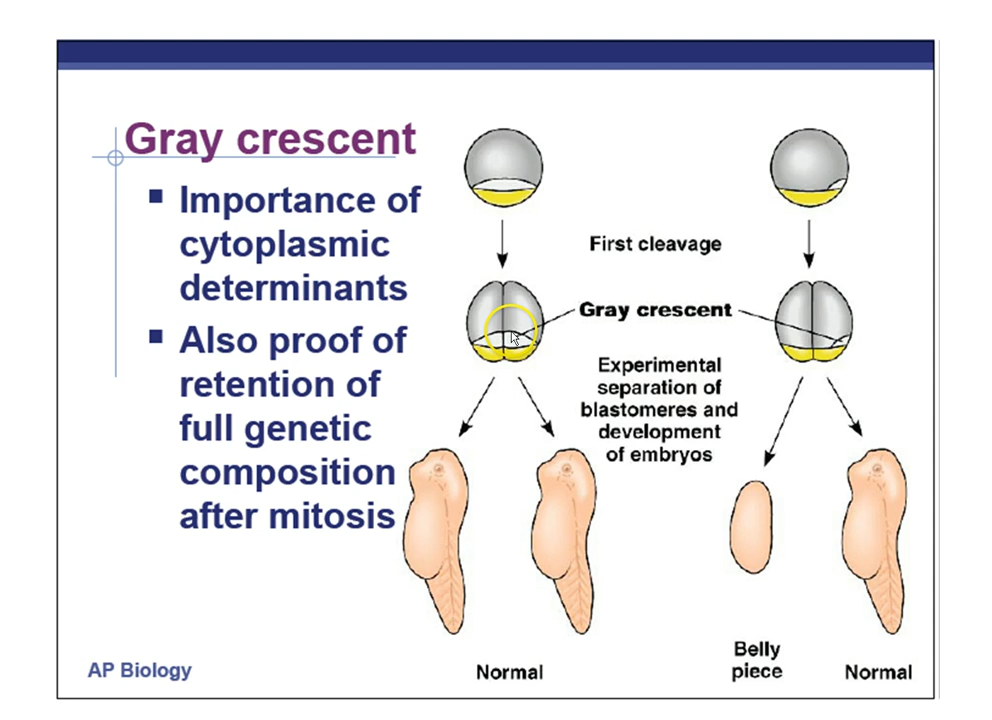 Gray crescent
Importance of
cytoplasmic
determinants
Also proof of
retention of
full genetic
composition
after mitosis
First cleavage
Gray crescent
Experimental
separation of
blastomeres and
development
of embryos
Normal
Belly
piece
Normal
AP Biology